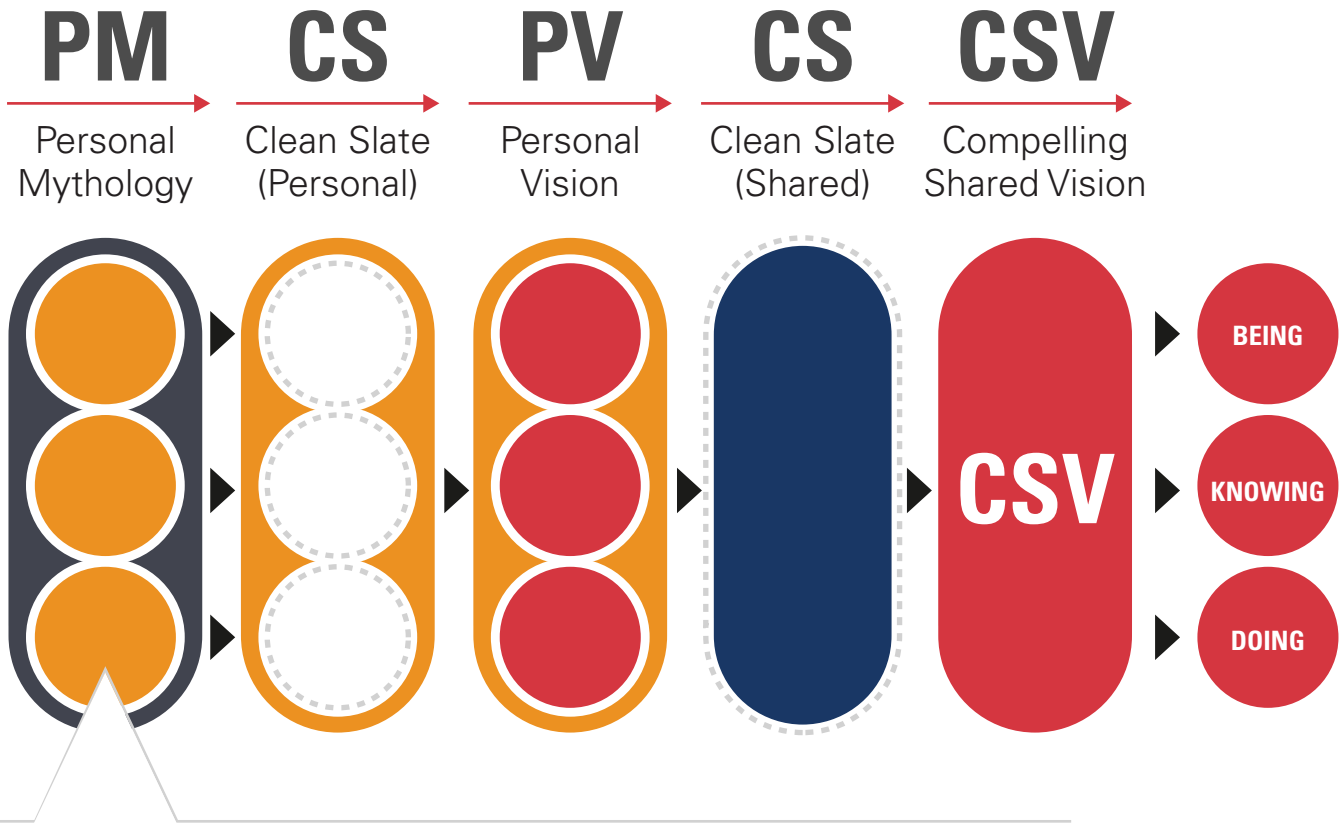 PM
CS
PV
CS
CSV
Personal
Mythology
Clean Slate
(Personal)
Personal
Vision
Clean Slate
(Shared)
Compelling
Shared Vision
BEING
CSV
KNOWING
DOING